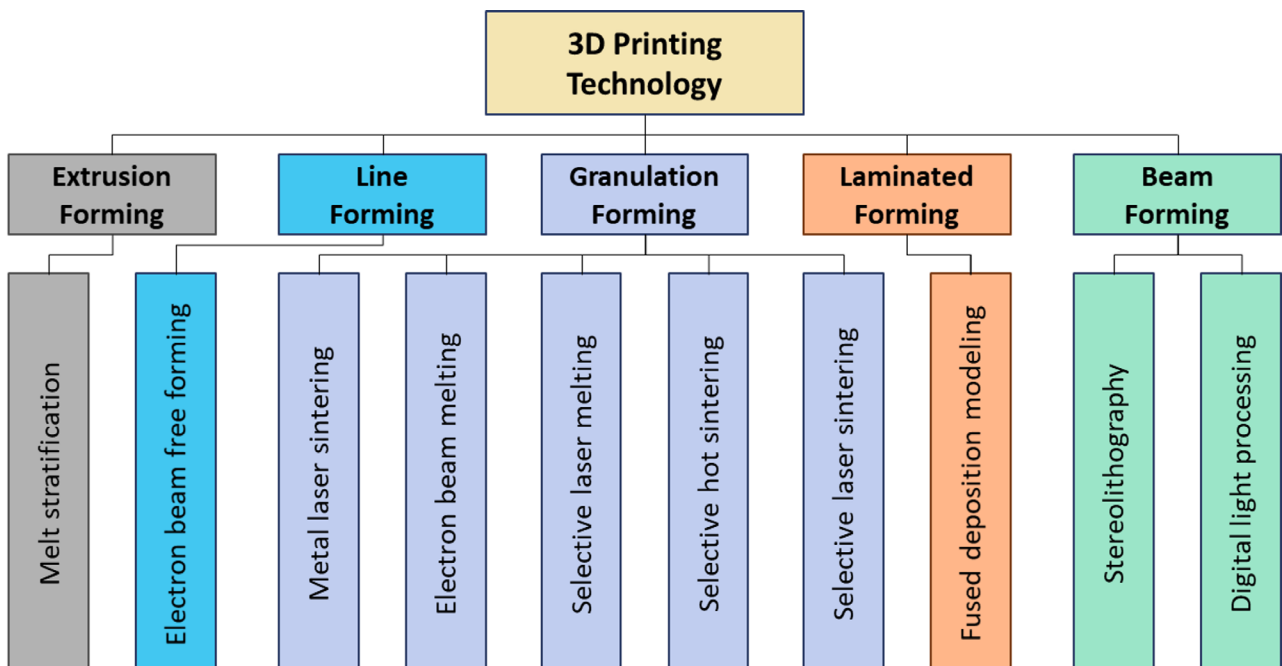 3D Printing
Technology
Extrusion
Forming
Line
Forming
Granulation
Forming
Laminated
Forming
Beam
Forming
Melt stratification
Electron beam free forming
Metal laser sintering
Electron beam melting
Selective laser melting
Selective hot sintering
Selective laser sintering
Fused deposition modeling
Stereolithography
Digital light processing